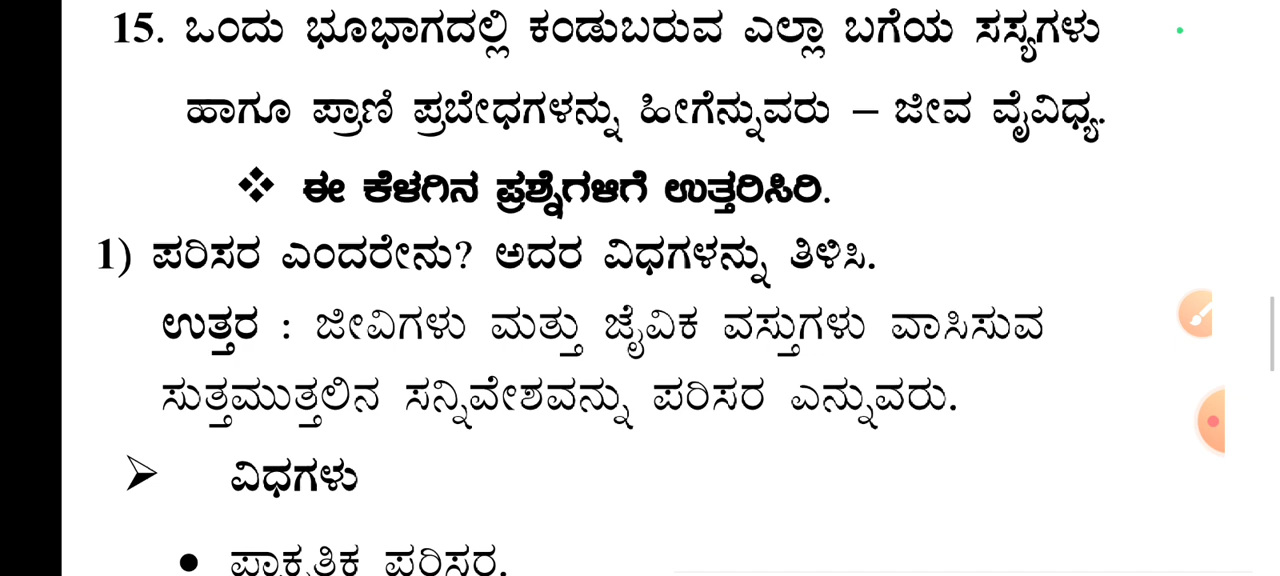 15. ಒಂದು ಭೂಭಾಗದಲ್ಲಿ ಕಂಡುಬರುವ ಎಲ್ಲಾ ಬಗೆಯ ಸಸ್ಯಗಳು
ಹಾಗೂ ಪ್ರಾಣಿ ಪ್ರಬೇಧಗಳನ್ನು ಹೀಗೆನ್ನುವರು – ಜೀವ ವೈವಿಧ್ಯ.
❖ ಈ ಕೆಳಗಿನ ಪ್ರಶ್ನೆಗಳಿಗೆ ಉತ್ತರಿಸಿರಿ.
1) ಪರಿಸರ ಎಂದರೇನು? ಅದರ ವಿಧಗಳನ್ನು ತಿಳಿಸಿ.
ಉತ್ತರ : ಜೀವಿಗಳು ಮತ್ತು ಜೈವಿಕ ವಸ್ತುಗಳು ವಾಸಿಸುವ
ಸುತ್ತಮುತ್ತಲಿನ ಸನ್ನಿವೇಶವನ್ನು ಪರಿಸರ ಎನ್ನುವರು.
➢ ವಿಧಗಳು
• ಪ್ರಾಕೃತಿಕ ಪರಿಸರ.